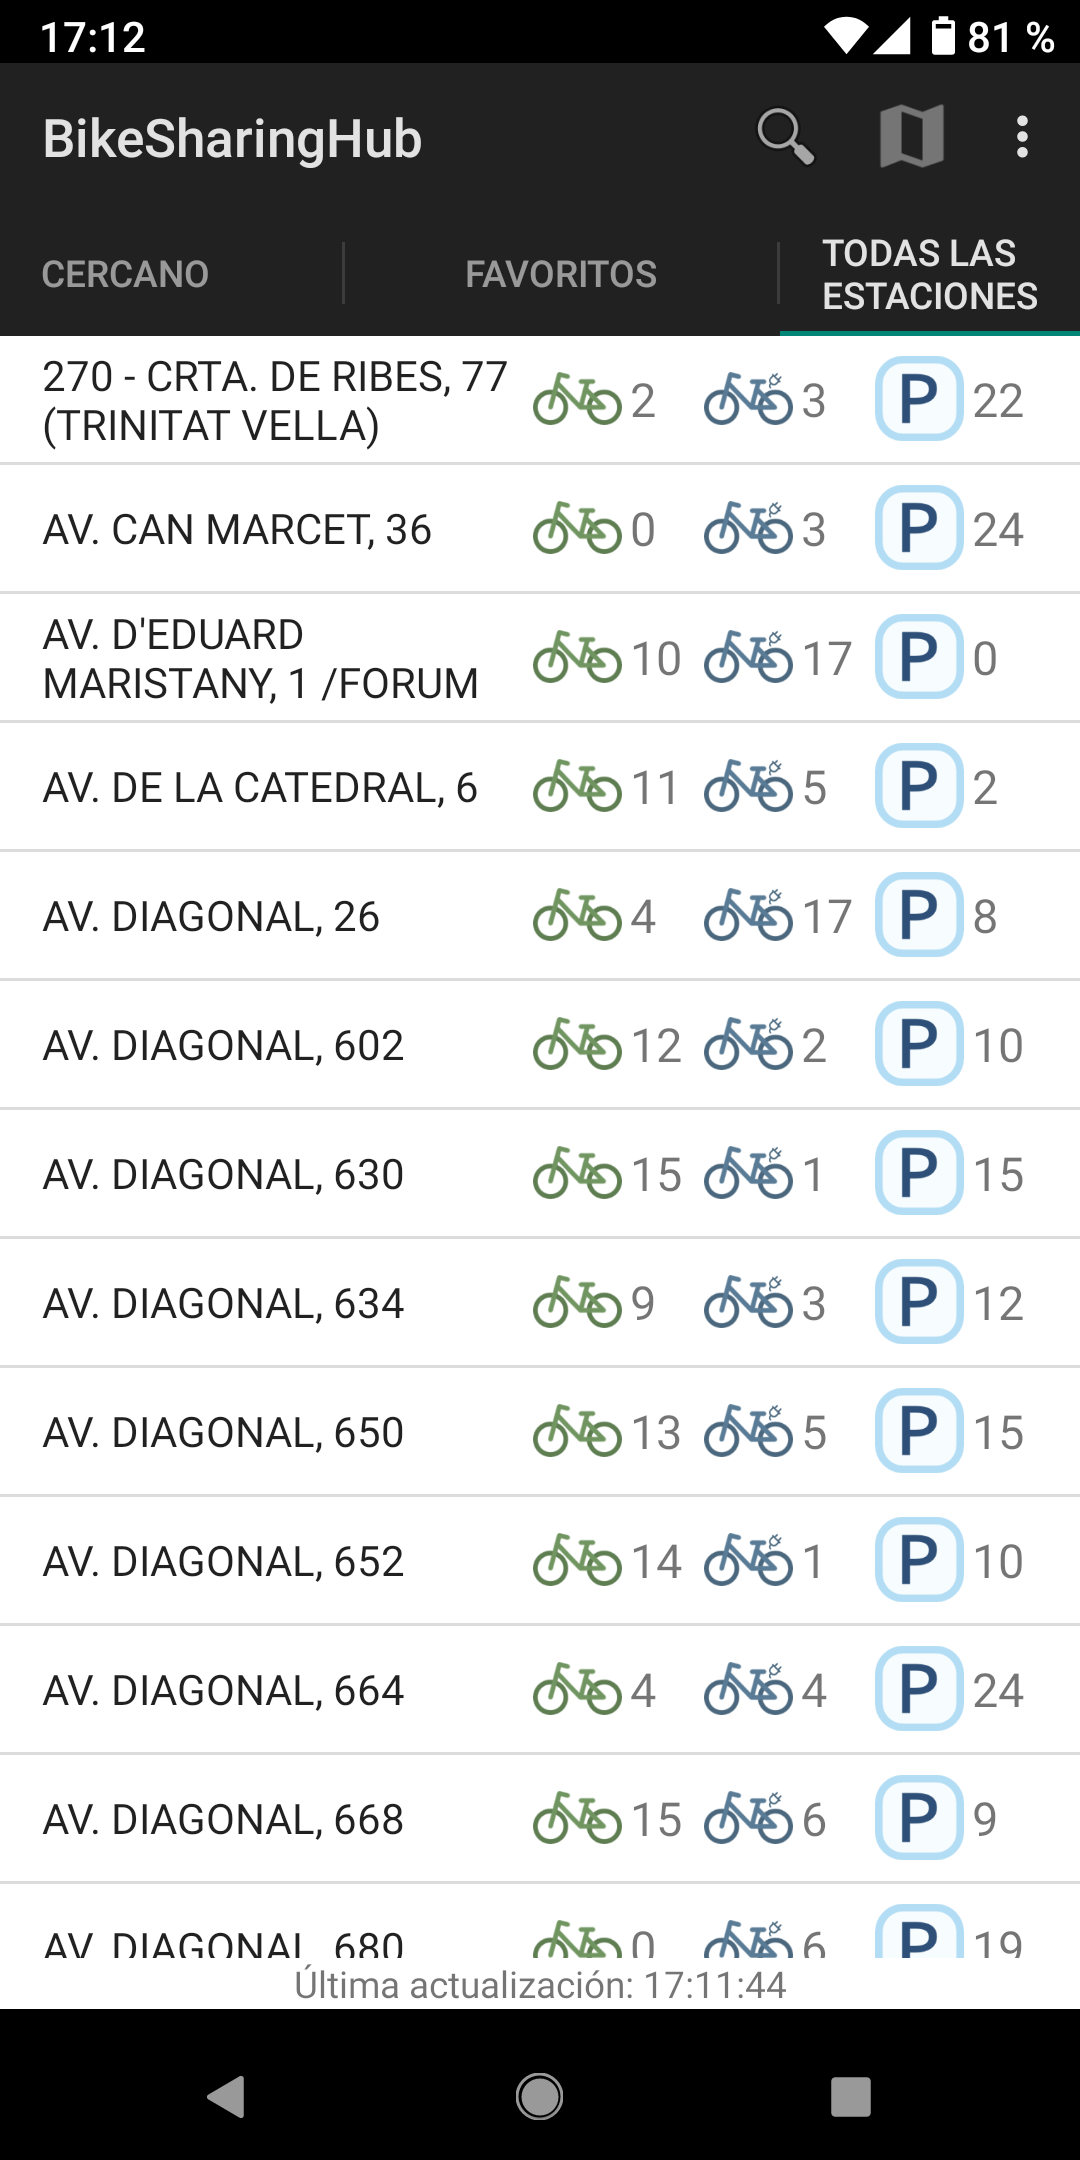 17:12 81 %
BikeSharingHub
CERCANO FAVORITOS TODAS LAS ESTACIONES
270 - CRTA. DE RIBES, 77 (TRINITAT VELLA) 2 3 P 22
AV. CAN MARCET, 36 0 3 P 24
AV. D'EDUARD MARISTANY, 1 /FORUM 10 17 P 0
AV. DE LA CATEDRAL, 6 11 5 P 2
AV. DIAGONAL, 26 4 17 P 8
AV. DIAGONAL, 602 12 2 P 10
AV. DIAGONAL, 630 15 1 P 15
AV. DIAGONAL, 634 9 3 P 12
AV. DIAGONAL, 650 13 5 P 15
AV. DIAGONAL, 652 14 1 P 10
AV. DIAGONAL, 664 4 4 P 24
AV. DIAGONAL, 668 15 6 P 9
AV. DIAGONAL, 680 0 6 P 19
Última actualización: 17:11:44